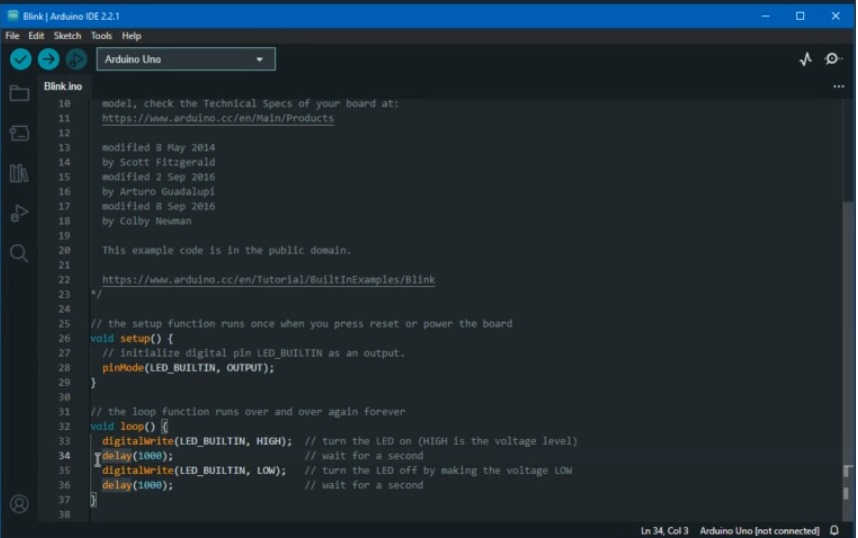 Blink | Arduino IDE 2.2.1
File Edit Sketch Tools Help
Arduino Uno
Blink.ino
10 model, check the Technical Specs of your board at:
11 https://www.arduino.cc/en/Main/Products
12
13 modified 8 May 2014
14 by Scott Fitzgerald
15 modified 2 Sep 2016
16 by Arturo Guadalupi
17 modified 8 Sep 2016
18 by Colby Newman
19
20 This example code is in the public domain.
21
22 https://www.arduino.cc/en/Tutorial/BuiltInExamples/Blink
23 */
24
25 // the setup function runs once when you press reset or power the board
26 void setup() {
27 // initialize digital pin LED_BUILTIN as an output.
28 pinMode(LED_BUILTIN, OUTPUT);
29 }
30
31 // the loop function runs over and over again forever
32 void loop() {
33 digitalWrite(LED_BUILTIN, HIGH); // turn the LED on (HIGH is the voltage level)
34 delay(1000); // wait for a second
35 digitalWrite(LED_BUILTIN, LOW); // turn the LED off by making the voltage LOW
36 delay(1000); // wait for a second
37 }
38
Ln 34, Col 3 Arduino Uno [not connected]